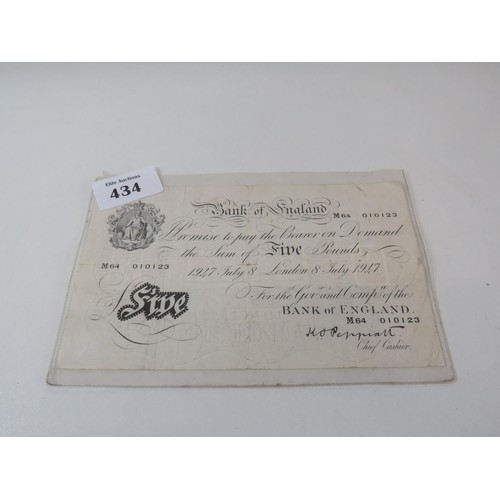 Elite Auctions
434
Bank of England
M64 010123
Promise to pay the Bearer on Demand
the Sum of Five Pounds
M64 010123
1947 July 8 London 8 July 1947
For the Govr. and Compa. of the
£Five
BANK OF ENGLAND.
M64 010123
K O Peppiatt
Chief Cashier.